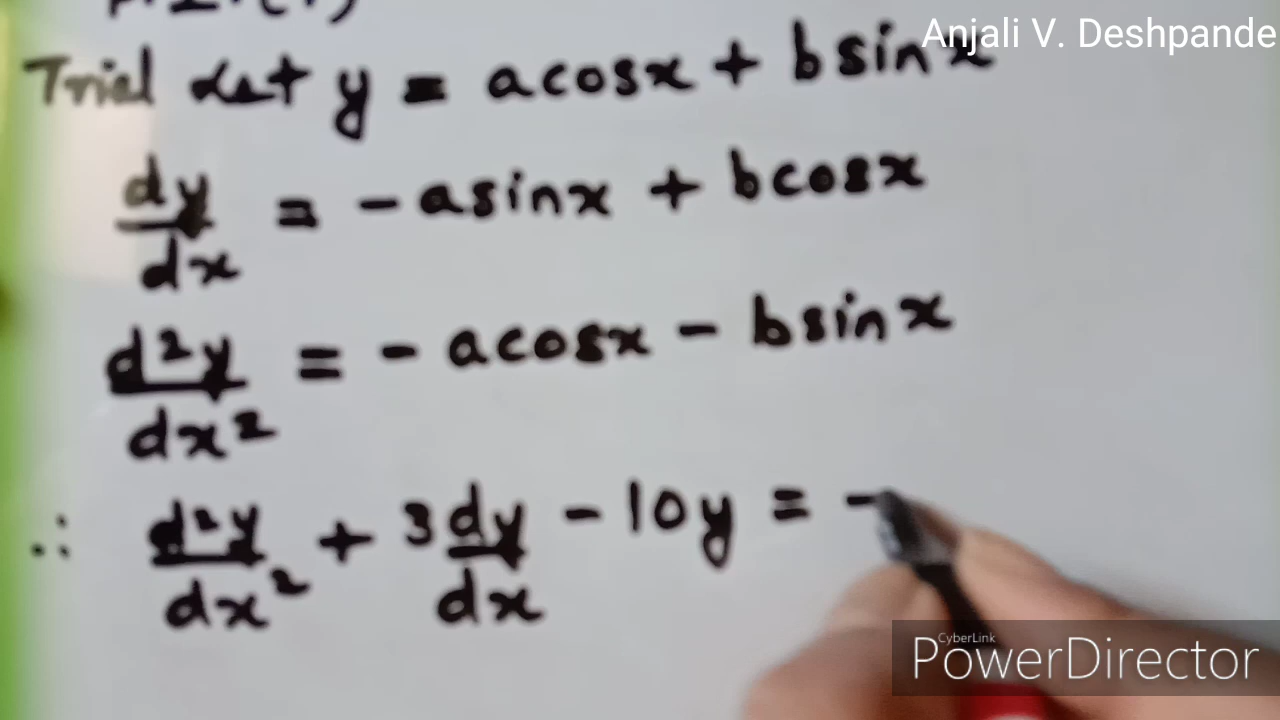 Anjali V. Deshpande
Trial Let y = acosx + bsinx
dy/dx = - asinx + bcosx
d²y/dx² = - acosx - bsinx
∴ d²y/dx² + 3dy/dx - 10y = -
CyberLink
PowerDirector